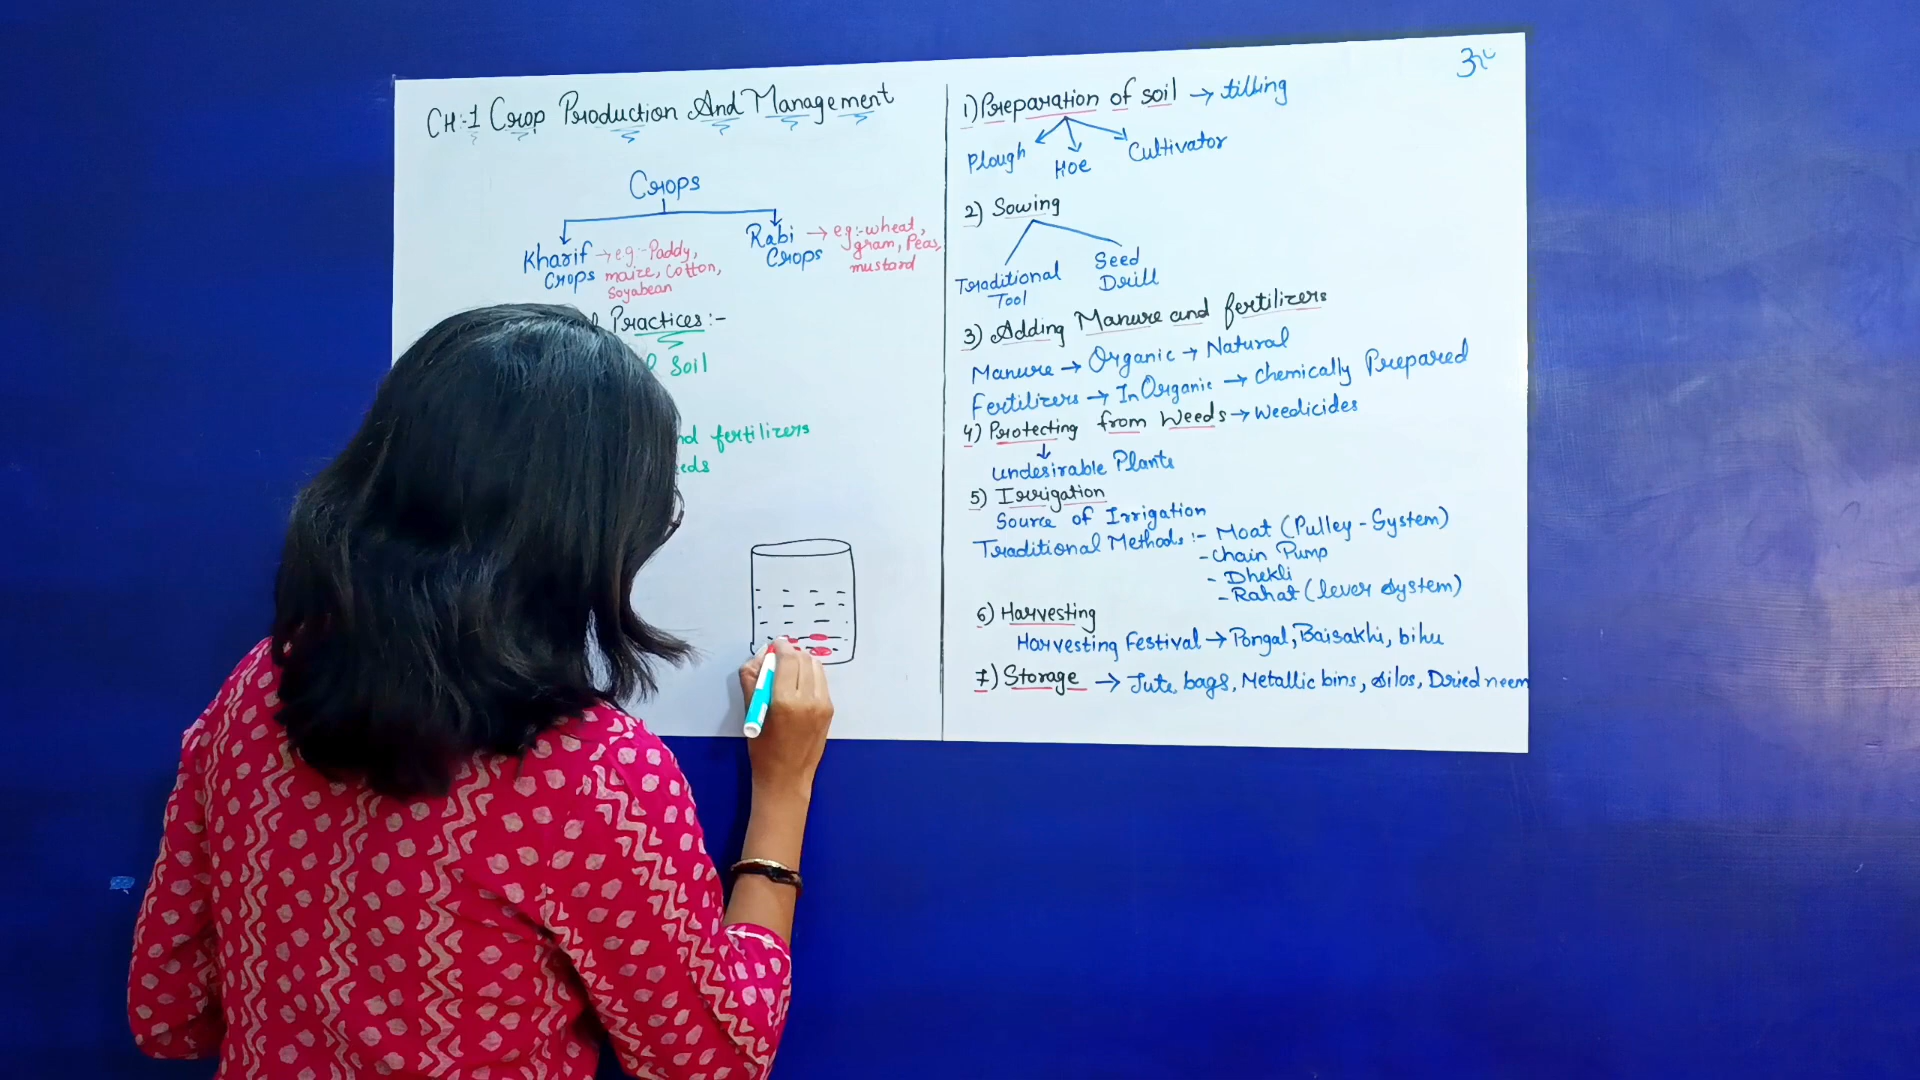 CH:-1 Crop Production And Management
Crops
Kharif Crops → eg:- Paddy, maize, Cotton, Soyabean
Rabi Crops → eg:- wheat, gram, Peas, mustard
Practices:-
Soil
nd fertilizers
eds
1) Preparation of soil → tilling
Plough
Hoe
Cultivator
2) Sowing
Traditional Tool
Seed Drill
3) Adding Manure and fertilizers
Manure → Organic → Natural
Fertilizers → InOrganic → Chemically Prepared
4) Protecting from Weeds → Weedicides
undesirable Plants
5) Irrigation
Source of Irrigation
Traditional Methods :- Moat (Pulley-System)
- Chain Pump
- Dhekli
- Rahat (lever System)
6) Harvesting
Harvesting Festival → Pongal, Baisakhi, bihu
7) Storage → Jute bags, Metallic bins, Silos, Dried neem